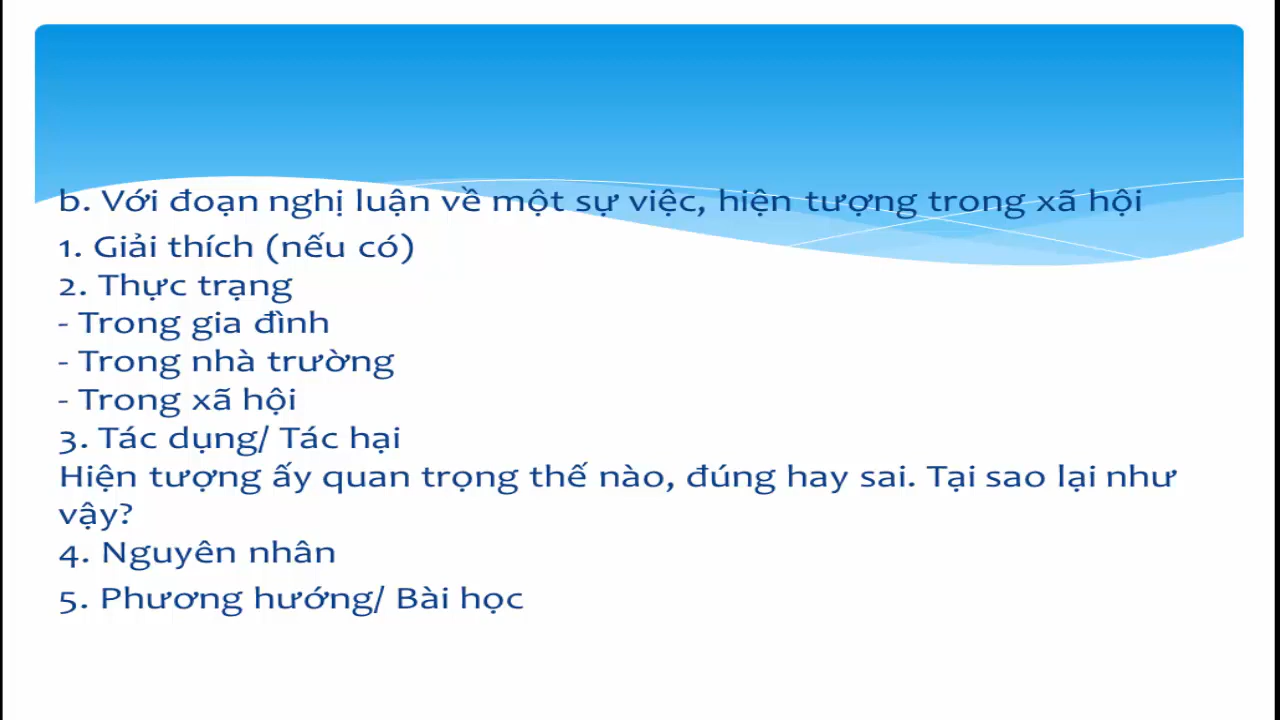 b. Với đoạn nghị luận về một sự việc, hiện tượng trong xã hội
1. Giải thích (nếu có)
2. Thực trạng
- Trong gia đình
- Trong nhà trường
- Trong xã hội
3. Tác dụng/ Tác hại
Hiện tượng ấy quan trọng thế nào, đúng hay sai. Tại sao lại như
vậy?
4. Nguyên nhân
5. Phương hướng/ Bài học